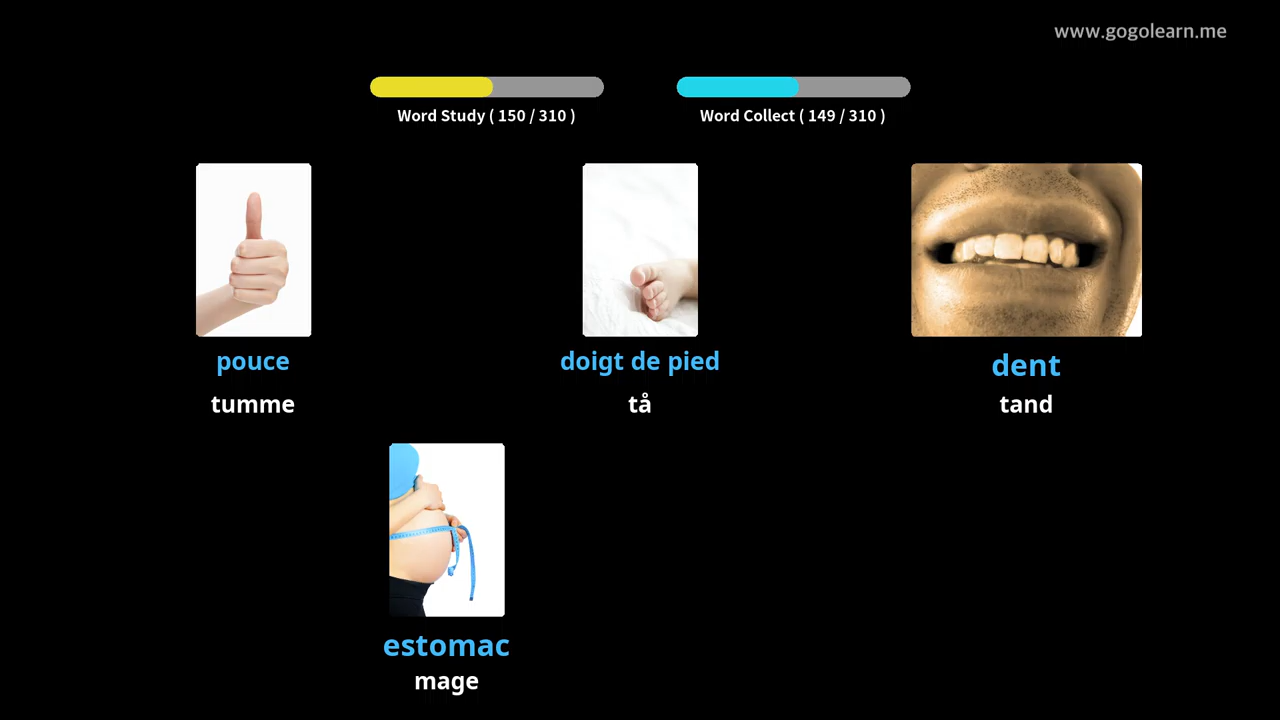 www.gogolearn.me
Word Study ( 150 / 310 )
Word Collect ( 149 / 310 )
pouce
tumme
doigt de pied
tå
dent
tand
estomac
mage